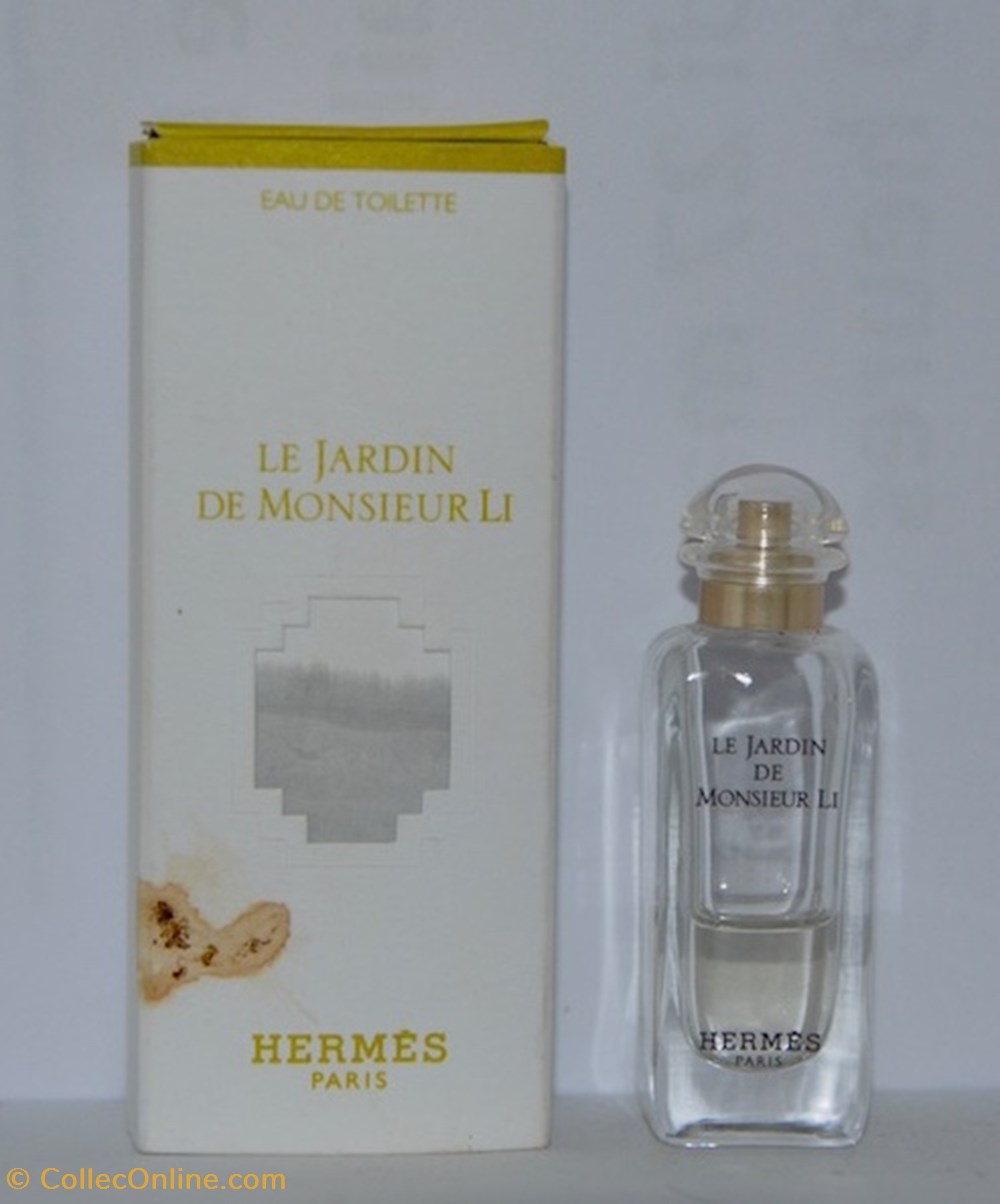 EAU DE TOILETTE
LE JARDIN
DE MONSIEUR LI
HERMÈS
PARIS
LE JARDIN
DE
MONSIEUR LI
HERMÈS
PARIS
© CollecOnline.com